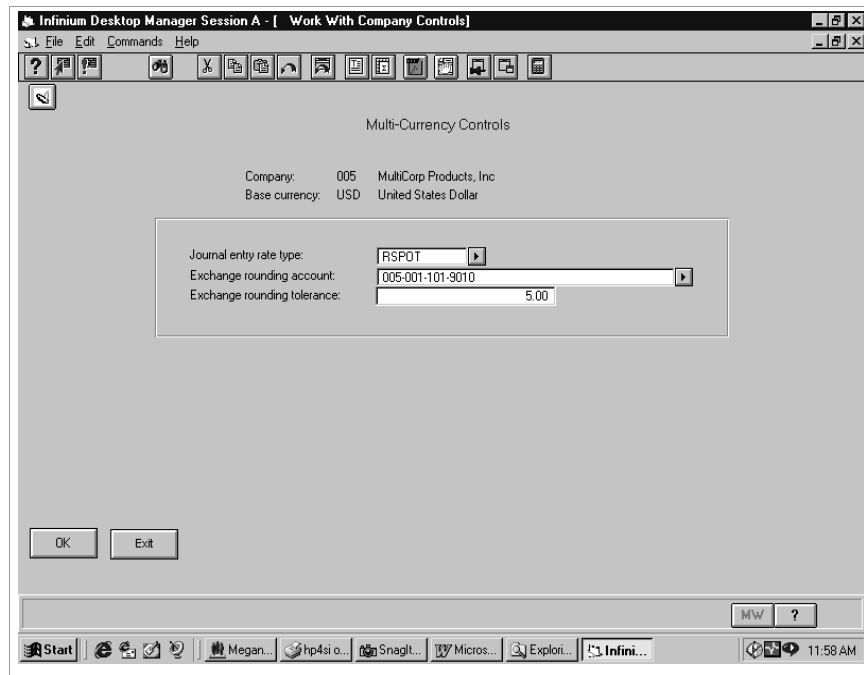 Infinium Desktop Manager Session A - [ Work With Company Controls]
File Edit Commands Help
Multi-Currency Controls
Company: 005 MultiCorp Products, Inc
Base currency: USD United States Dollar
Journal entry rate type: RSPOT
Exchange rounding account: 005-001-101-9010
Exchange rounding tolerance: 5.00
OK Exit
MW ?
Start Megan... hp4si o... SnagIt... Micros... Explori... Infini... 11:58 AM